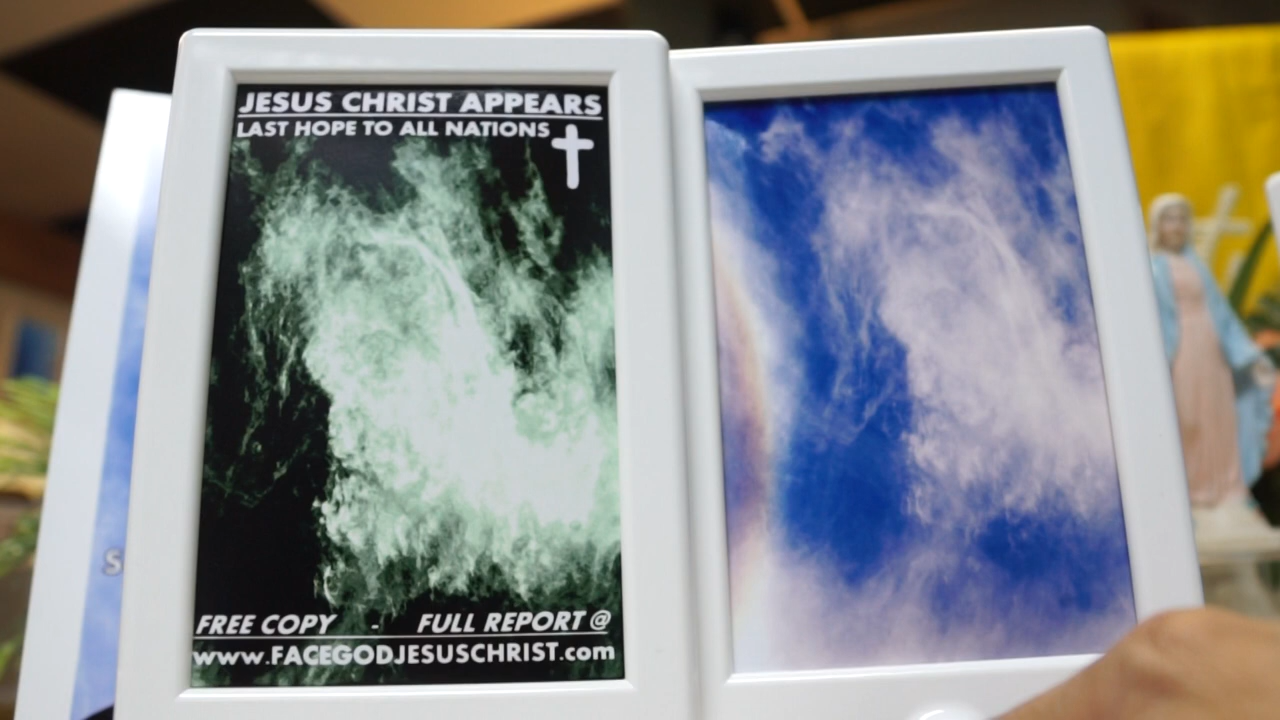 JESUS CHRIST APPEARS
LAST HOPE TO ALL NATIONS
FREE COPY - FULL REPORT @
www.FACEGODJESUSCHRIST.com